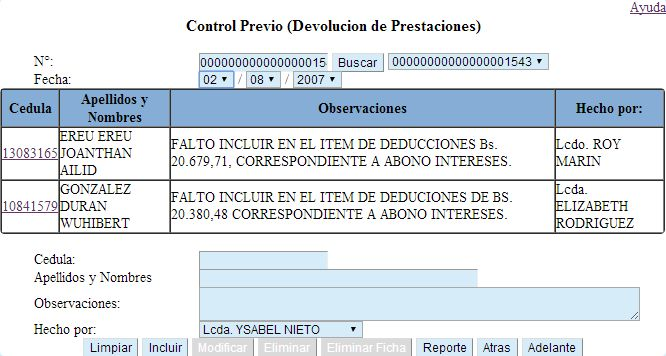 Ayuda
Control Previo (Devolucion de Prestaciones)
Nº: 000000000000000015 Buscar 00000000000000001543
Fecha: 02 / 08 / 2007
Cedula Apellidos y Nombres Observaciones Hecho por:
13083165 EREU EREU JOANTHAN AILID FALTO INCLUIR EN EL ITEM DE DEDUCCIONES Bs. 20.679,71, CORRESPONDIENTE A ABONO INTERESES. Lcdo. ROY MARIN
10841579 GONZALEZ DURAN WUHIBERT FALTO INCLUIR EN EL ITEM DE DEDUCIONES DE BS. 20.380,48 CORRESPONDIENTE A ABONO INTERESES. Lcda. ELIZABETH RODRIGUEZ
Cedula:
Apellidos y Nombres
Observaciones:
Hecho por: Lcda. YSABEL NIETO
Limpiar Incluir Modificar Eliminar Eliminar Ficha Reporte Atras Adelante